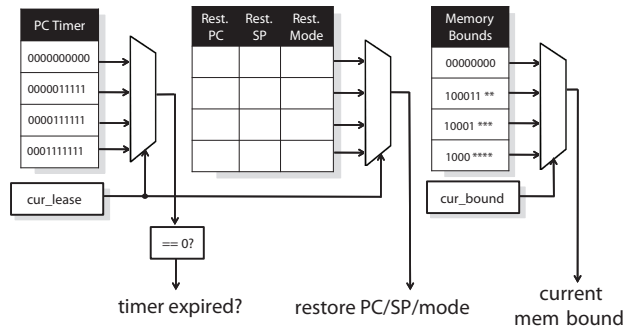 PC Timer
0000000000
0000011111
0000111111
0001111111
cur_lease
== 0?
timer expired?
Rest. Rest. Rest.
PC SP Mode
restore PC/SP/mode
Memory
Bounds
00000000
100011 **
10001 ***
1000 ****
cur_bound
current
mem bound